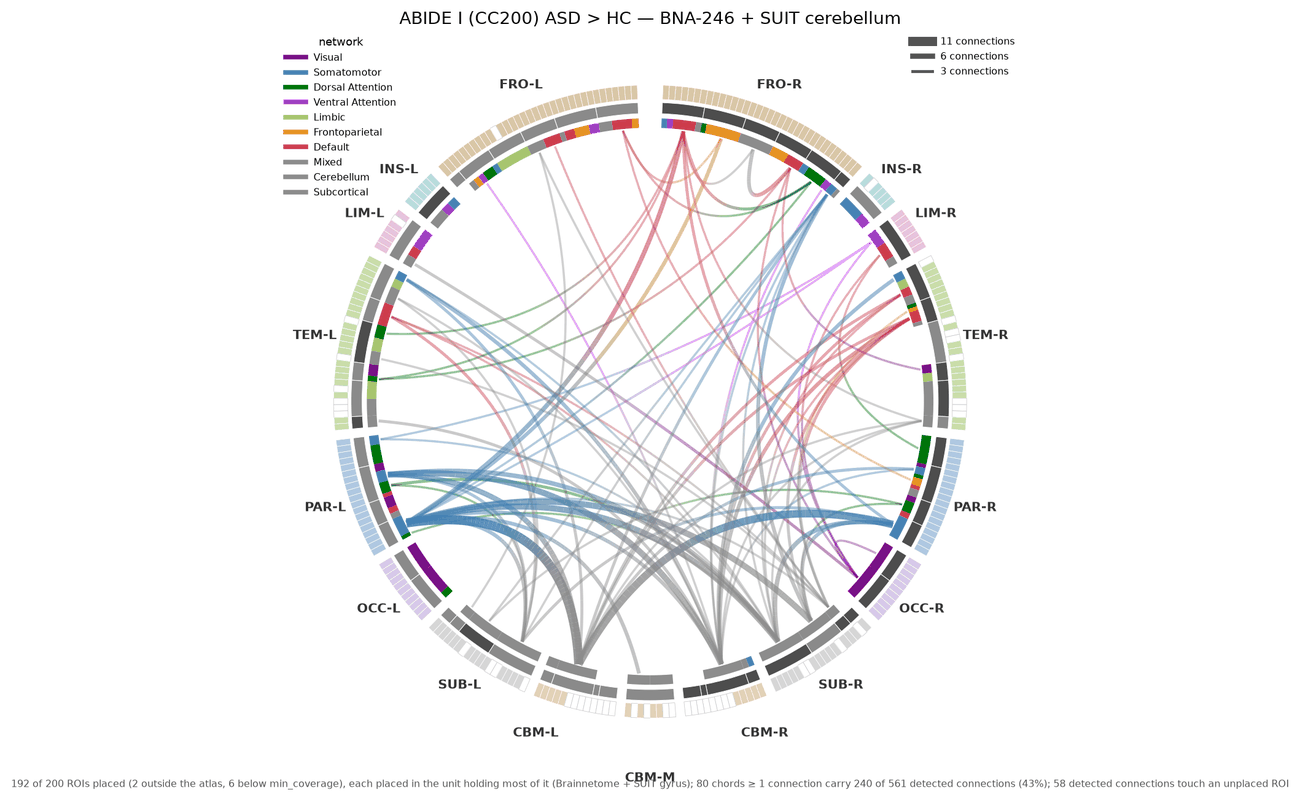 ABIDE I (CC200) ASD > HC — BNA-246 + SUIT cerebellum
network
Visual
Somatomotor
Dorsal Attention
Ventral Attention
Limbic
Frontoparietal
Default
Mixed
Cerebellum
Subcortical
11 connections
6 connections
3 connections
FRO-L
FRO-R
INS-L
INS-R
LIM-L
LIM-R
TEM-L
TEM-R
PAR-L
PAR-R
OCC-L
OCC-R
SUB-L
SUB-R
CBM-L
CBM-R
CBM-M
192 of 200 ROIs placed (2 outside the atlas, 6 below min_coverage), each placed in the unit holding most of it (Brainnetome + SUIT gyrus); 80 chords ≥ 1 connection carry 240 of 561 detected connections (43%); 58 detected connections touch an unplaced ROI